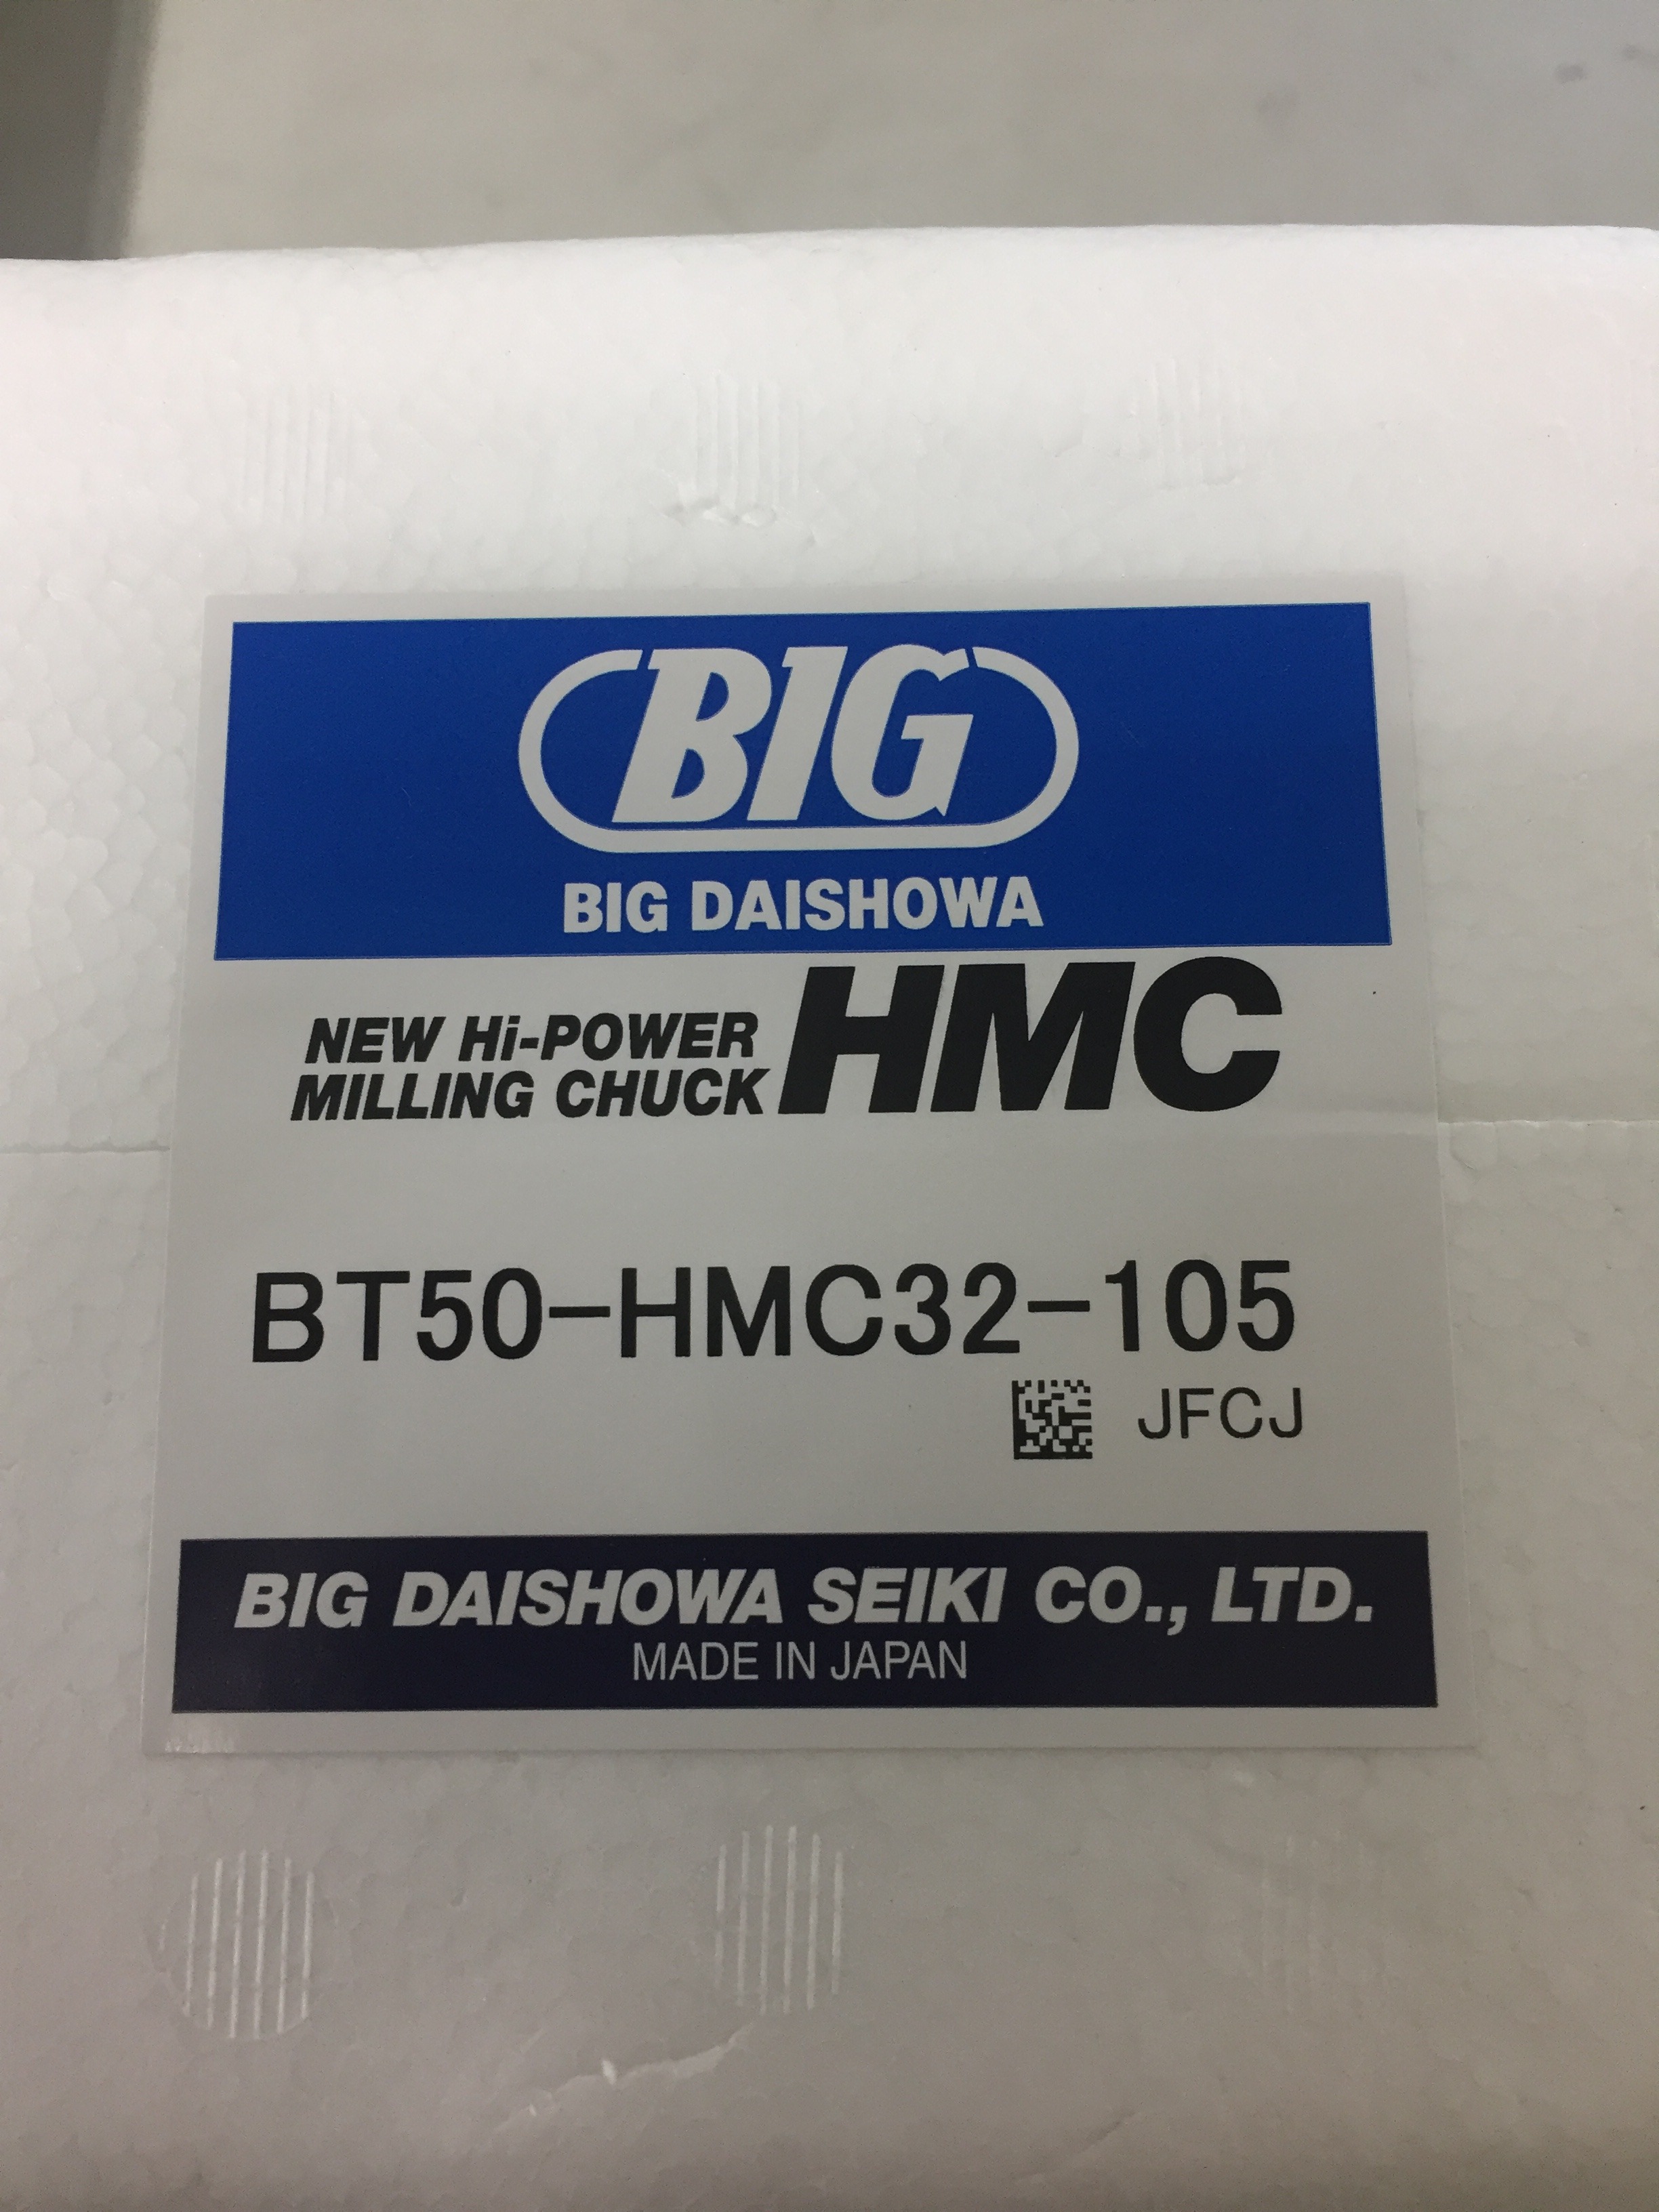 BIG
BIG DAISHOWA
NEW Hi-POWER
MILLING CHUCK HMC
BT50-HMC32-105
JFCJ
BIG DAISHOWA SEIKI CO., LTD.
MADE IN JAPAN